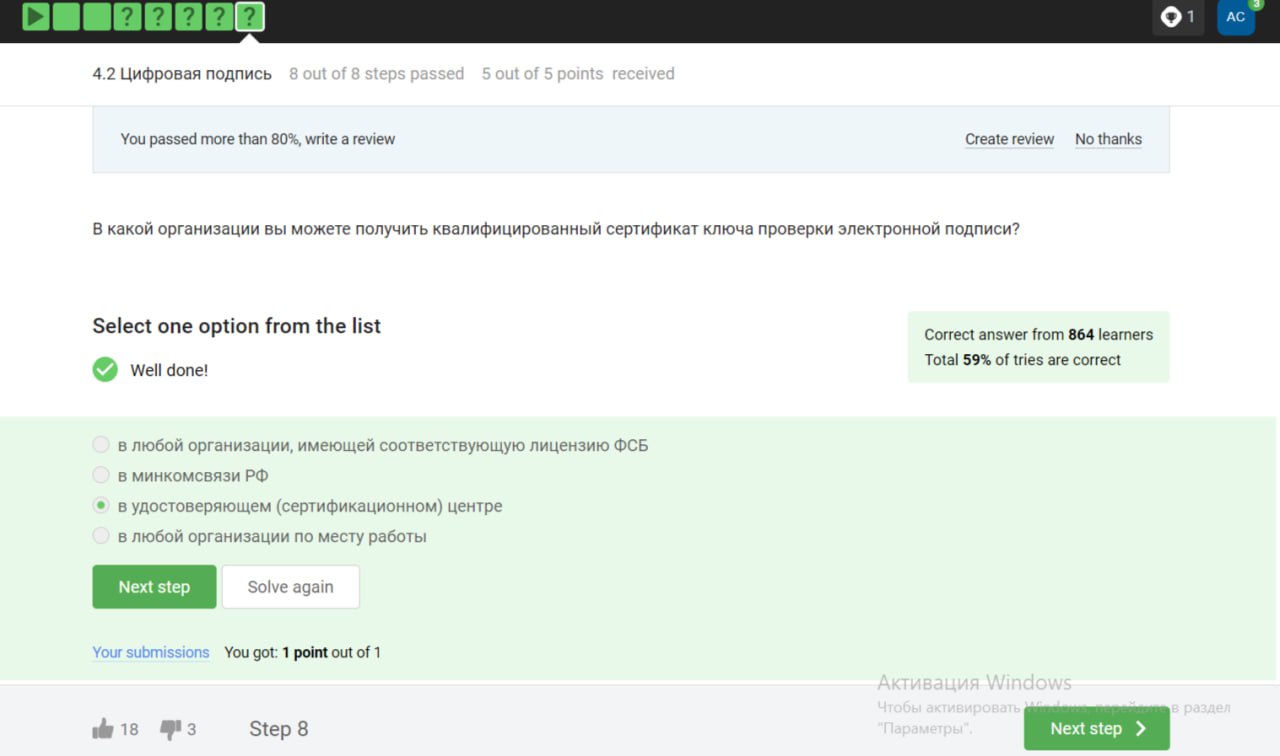 ? ? ? ? ?
1
AC
3
4.2 Цифровая подпись 8 out of 8 steps passed 5 out of 5 points received
You passed more than 80%, write a review Create review No thanks
В какой организации вы можете получить квалифицированный сертификат ключа проверки электронной подписи?
Select one option from the list
Well done!
Correct answer from 864 learners
Total 59% of tries are correct
в любой организации, имеющей соответствующую лицензию ФСБ
в минкомсвязи РФ
в удостоверяющем (сертификационном) центре
в любой организации по месту работы
Next step Solve again
Your submissions You got: 1 point out of 1
Активация Windows
Чтобы активировать Windows, перейдите в раздел
"Параметры".
18 3 Step 8 Next step